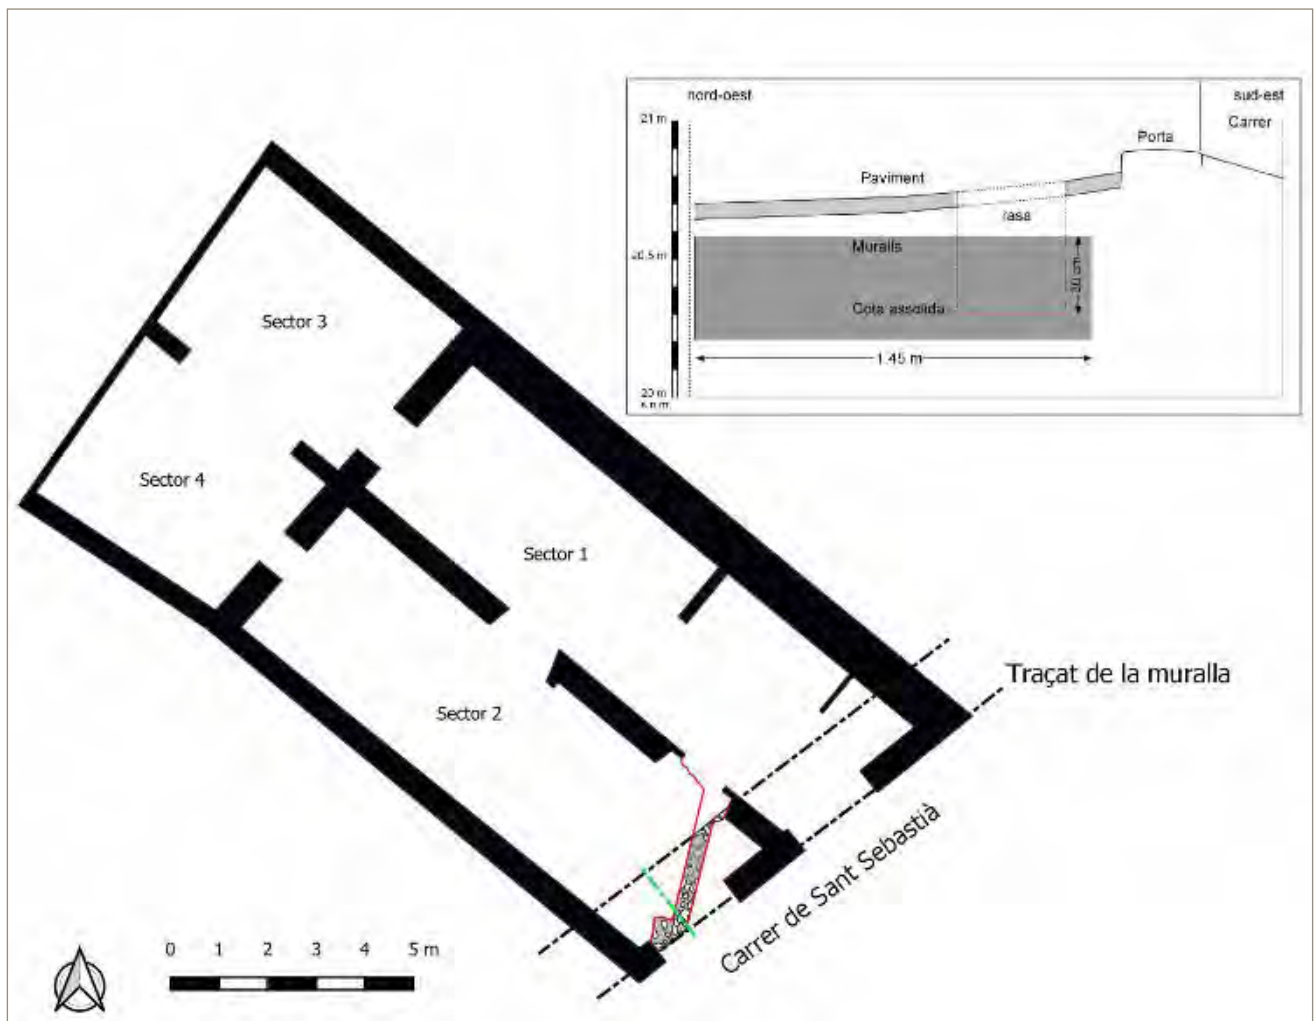 nord-oest
sud-est
21 m
Carrer
Porta
Paviment
rasa
Muralla
20,5 m
30 cm
Cota assolida
1.45 m
20 m
s.n.m.
Sector 3
Sector 4
Sector 1
Sector 2
Traçat de la muralla
Carrer de Sant Sebastià
0 1 2 3 4 5 m